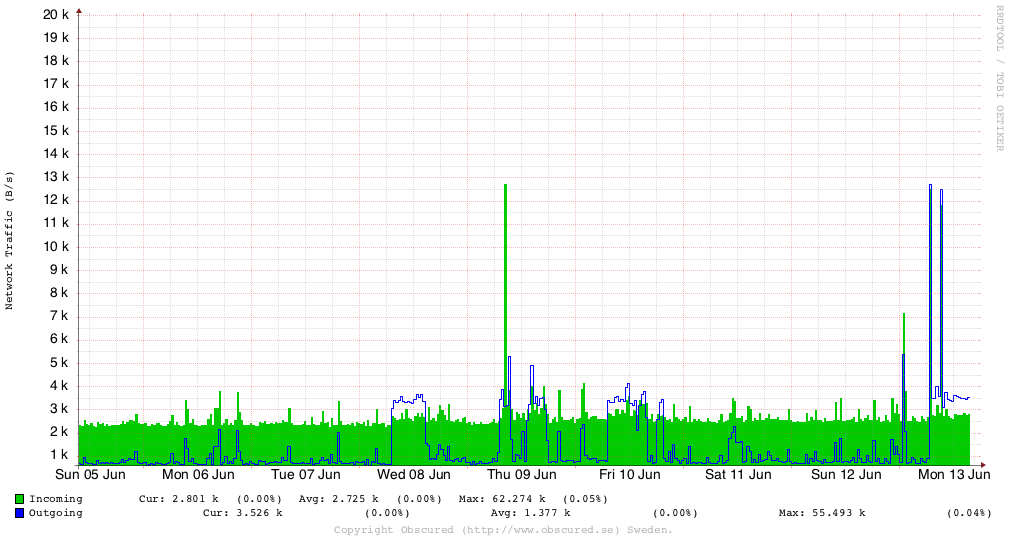 20 k
19 k
18 k
17 k
16 k
15 k
14 k
13 k
12 k
11 k
10 k
9 k
8 k
7 k
6 k
5 k
4 k
3 k
2 k
1 k
Network Traffic (B/s)
RRDTOOL / TOBI OETIKER
Sun 05 Jun Mon 06 Jun Tue 07 Jun Wed 08 Jun Thu 09 Jun Fri 10 Jun Sat 11 Jun Sun 12 Jun Mon 13 Jun
Incoming Cur: 2.801 k (0.00%) Avg: 2.725 k (0.00%) Max: 62.274 k (0.05%)
Outgoing Cur: 3.526 k (0.00%) Avg: 1.377 k (0.00%) Max: 55.493 k (0.04%)
Copyright Obscured (http://www.obscured.se) Sweden.